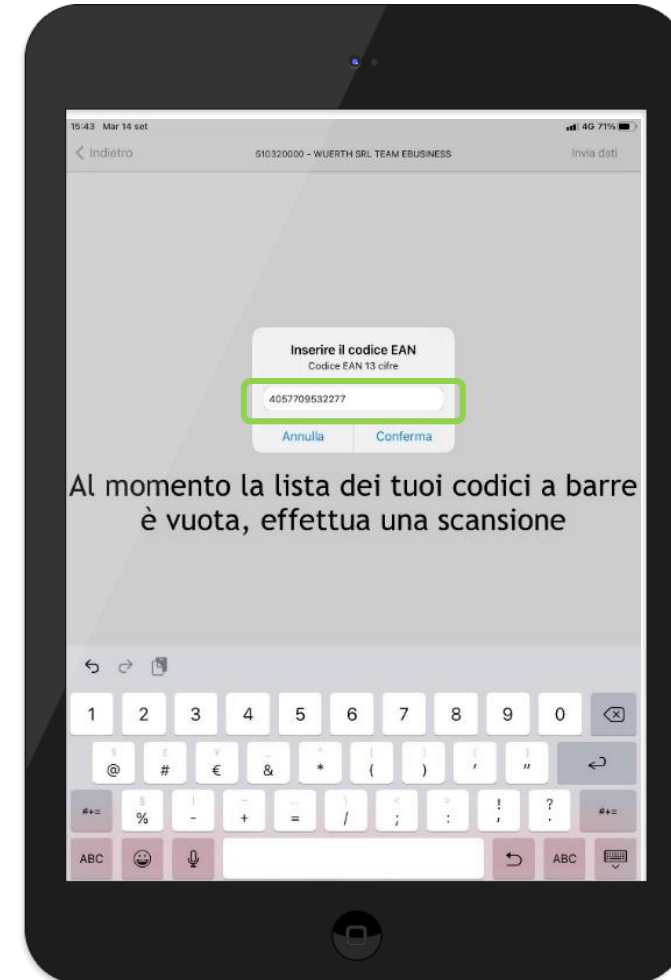 15:43 Mar 14 set 4G 71%
Indietro 510320000 - WUERTH SRL TEAM EBUSINESS Invia dati
Inserire il codice EAN
Codice EAN 13 cifre
4057709532277
Annulla Conferma
Al momento la lista dei tuoi codici a barre
è vuota, effettua una scansione
1 2 3 4 5 6 7 8 9 0
@ # € & * ( ) ' "
#+= % - + = / ; : ! , ? . #+=
ABC ABC